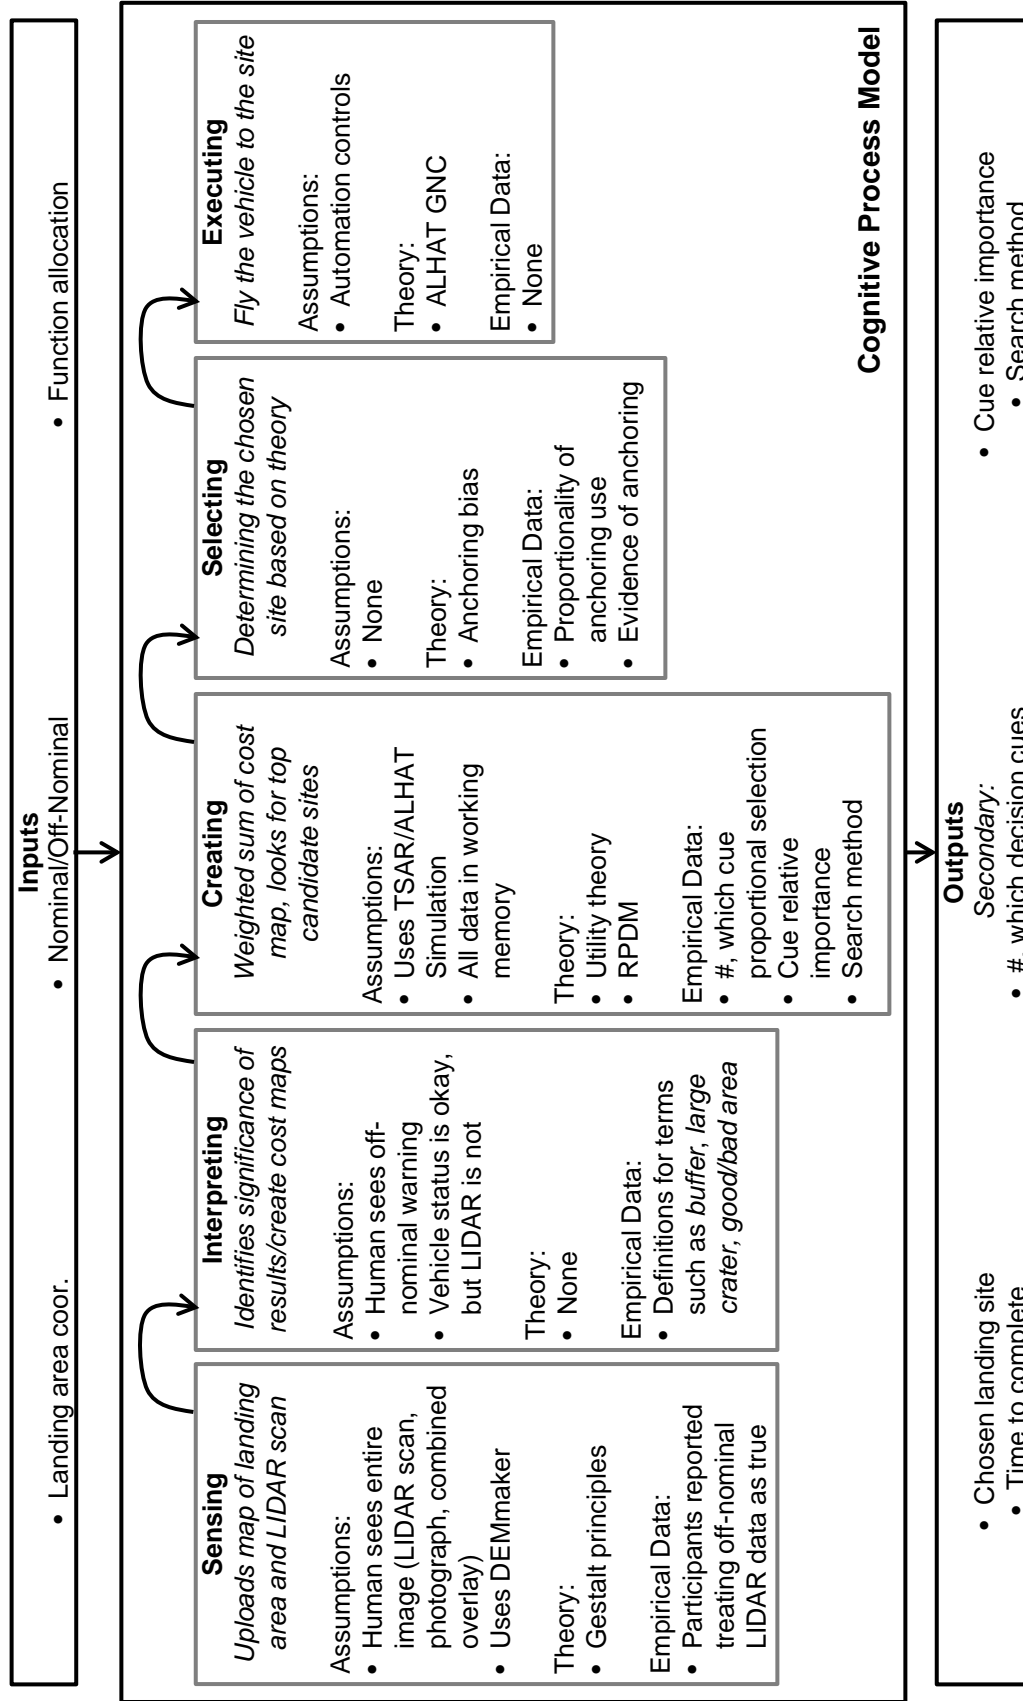 Inputs
• Landing area coor.
• Nominal/Off-Nominal
• Function allocation
Sensing
Uploads map of landing
area and LIDAR scan
Assumptions:
• Human sees entire
image (LIDAR scan,
photograph, combined
overlay)
• Uses DEMmaker
Theory:
• Gestalt principles
Empirical Data:
• Participants reported
treating off-nominal
LIDAR data as true
Interpreting
Identifies significance of
results/create cost maps
Assumptions:
• Human sees off-
nominal warning
• Vehicle status is okay,
but LIDAR is not
Theory:
• None
Empirical Data:
• Definitions for terms
such as buffer, large
crater, good/bad area
Creating
Weighted sum of cost
map, looks for top
candidate sites
Assumptions:
• Uses TSAR/ALHAT
Simulation
• All data in working
memory
Theory:
• Utility theory
• RPDM
Empirical Data:
• #, which cue
proportional selection
• Cue relative
importance
• Search method
Selecting
Determining the chosen
site based on theory
Assumptions:
• None
Theory:
• Anchoring bias
Empirical Data:
• Proportionality of
anchoring use
• Evidence of anchoring
Executing
Fly the vehicle to the site
Assumptions:
• Automation controls
Theory:
• ALHAT GNC
Empirical Data:
• None
Cognitive Process Model
Outputs
• Chosen landing site
• Time to complete
Secondary:
• #, which decision cues
• Cue relative importance
• Search method